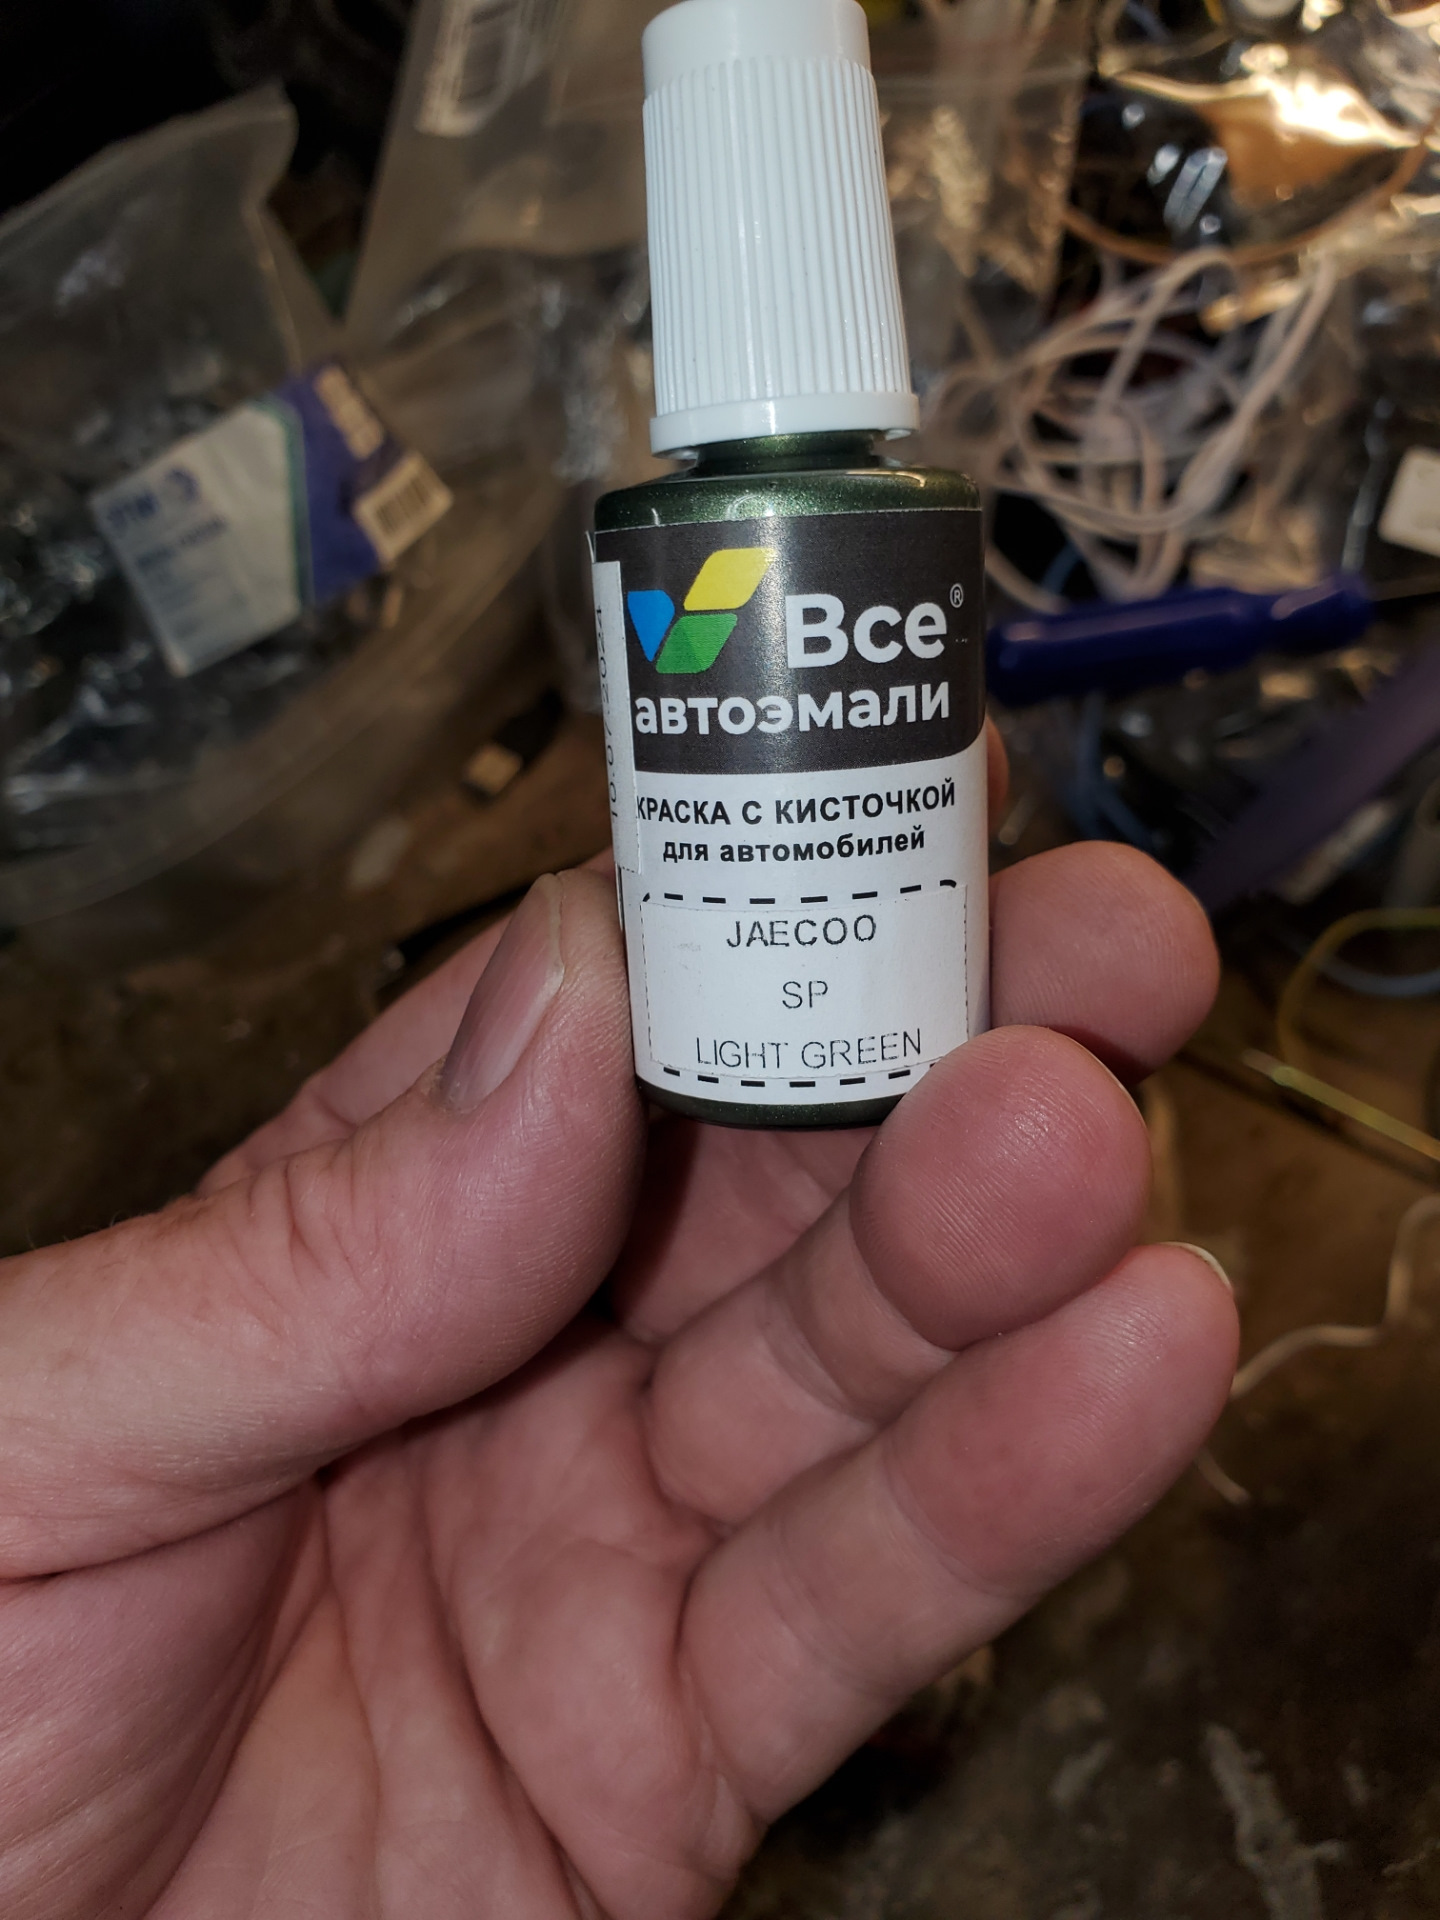 Все®
автоэмали
КРАСКА С КИСТОЧКОЙ
для автомобилей
JAECOO
SP
LIGHT GREEN